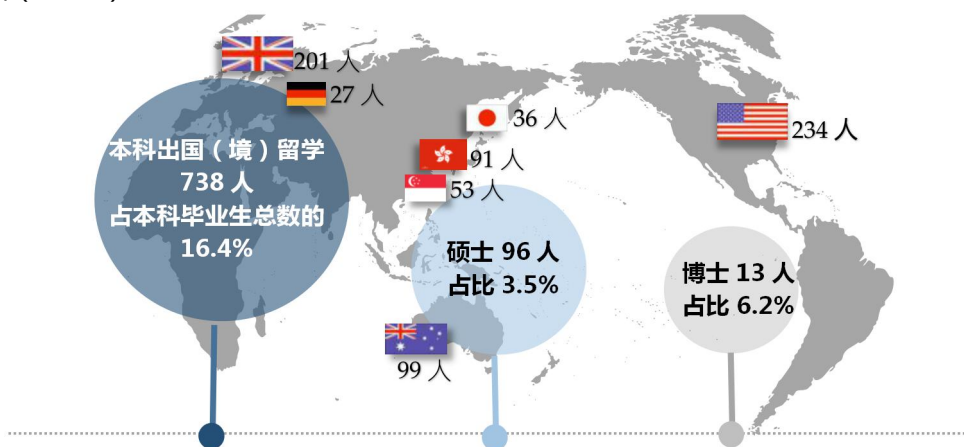 201 人
27 人
36 人
234 人
91 人
53 人
本科出国（境）留学
738 人
占本科毕业生总数的
16.4%
硕士 96 人
占比 3.5%
博士 13 人
占比 6.2%
99 人